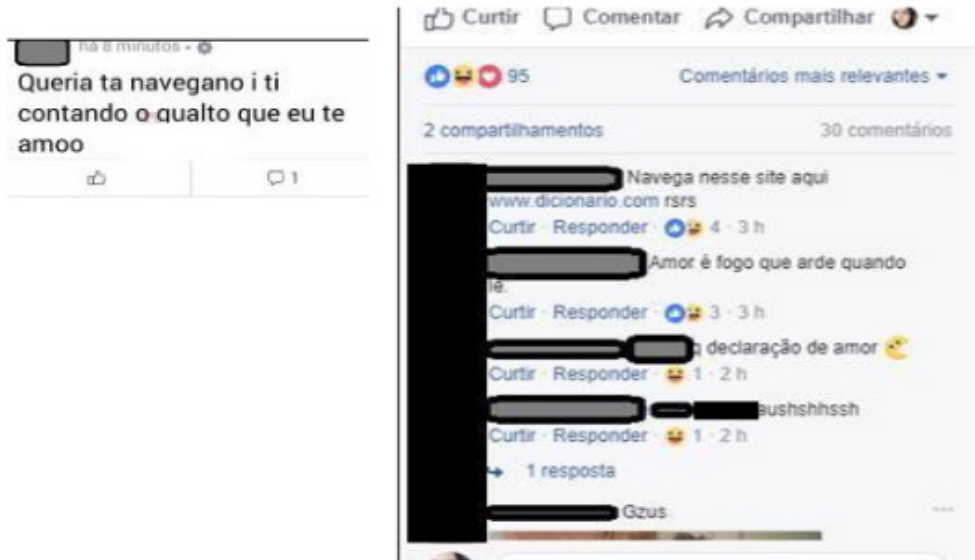 há 8 minutos
Queria ta navegano i ti
contando o qualto que eu te
amoo
1
Curtir Comentar Compartilhar
95 Comentários mais relevantes
2 compartilhamentos 30 comentários
Navega nesse site aqui
www.dicionario.com rsrs
Curtir · Responder · 4 · 3 h
Amor é fogo que arde quando
lê.
Curtir · Responder · 3 · 3 h
q declaração de amor
Curtir · Responder · 1 · 2 h
aushshhssh
Curtir · Responder · 1 · 2 h
1 resposta
Gzus